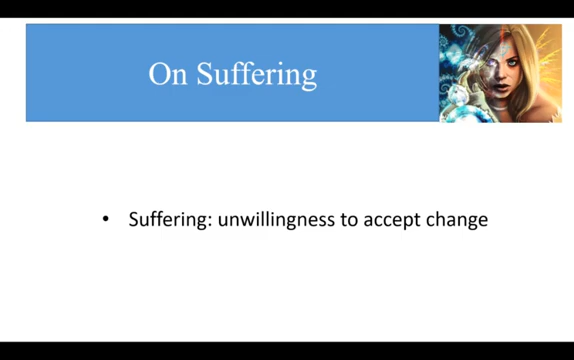 On Suffering
• Suffering: unwillingness to accept change